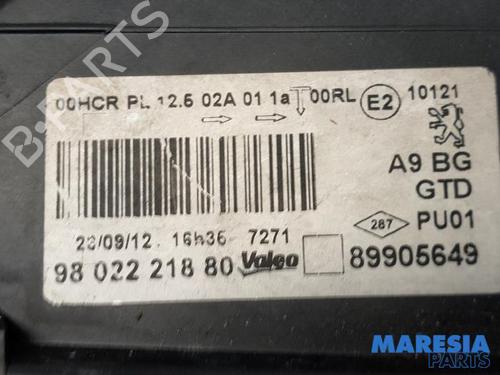 00HCR PL 12.5 02A 01 1a 00RL E2 10121
A9 BG
GTD
23/09/12 16h36 7271
287 PU01
98 022 218 80 Valeo 89905649
B-Parts
MARESIA
PARTS